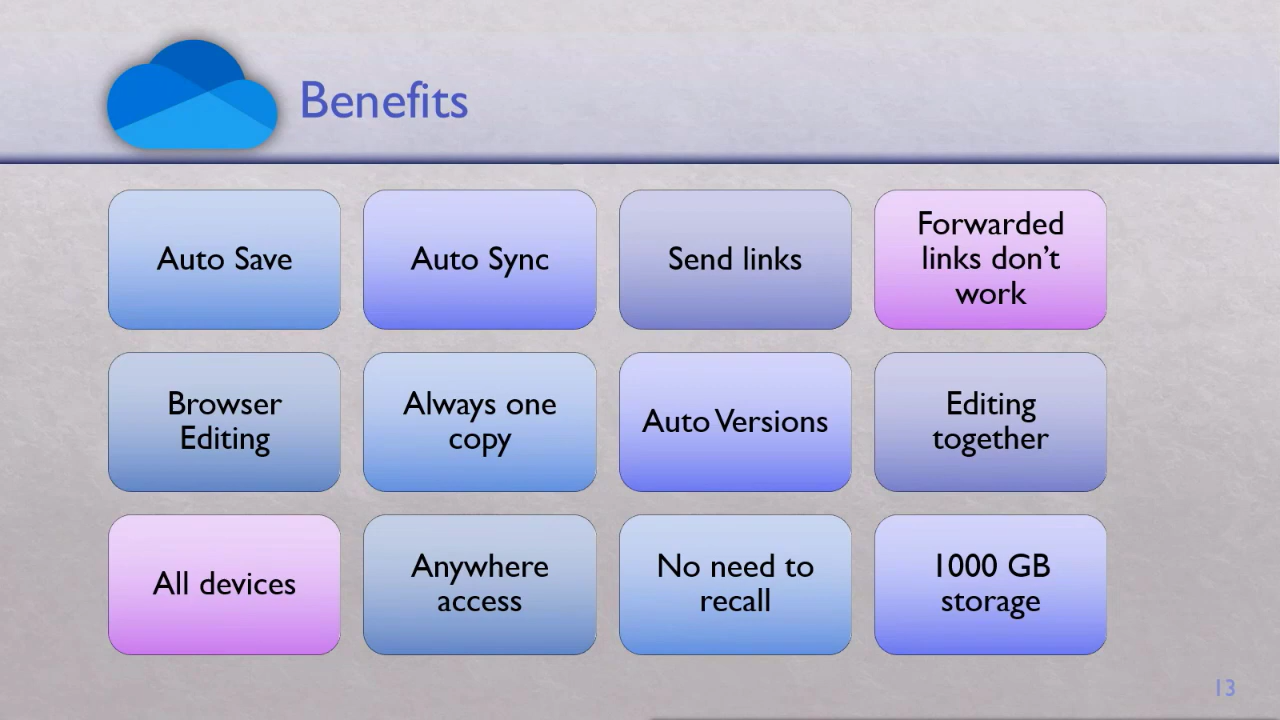 Benefits
Auto Save
Auto Sync
Send links
Forwarded
links don’t
work
Browser
Editing
Always one
copy
Auto Versions
Editing
together
All devices
Anywhere
access
No need to
recall
1000 GB
storage
13